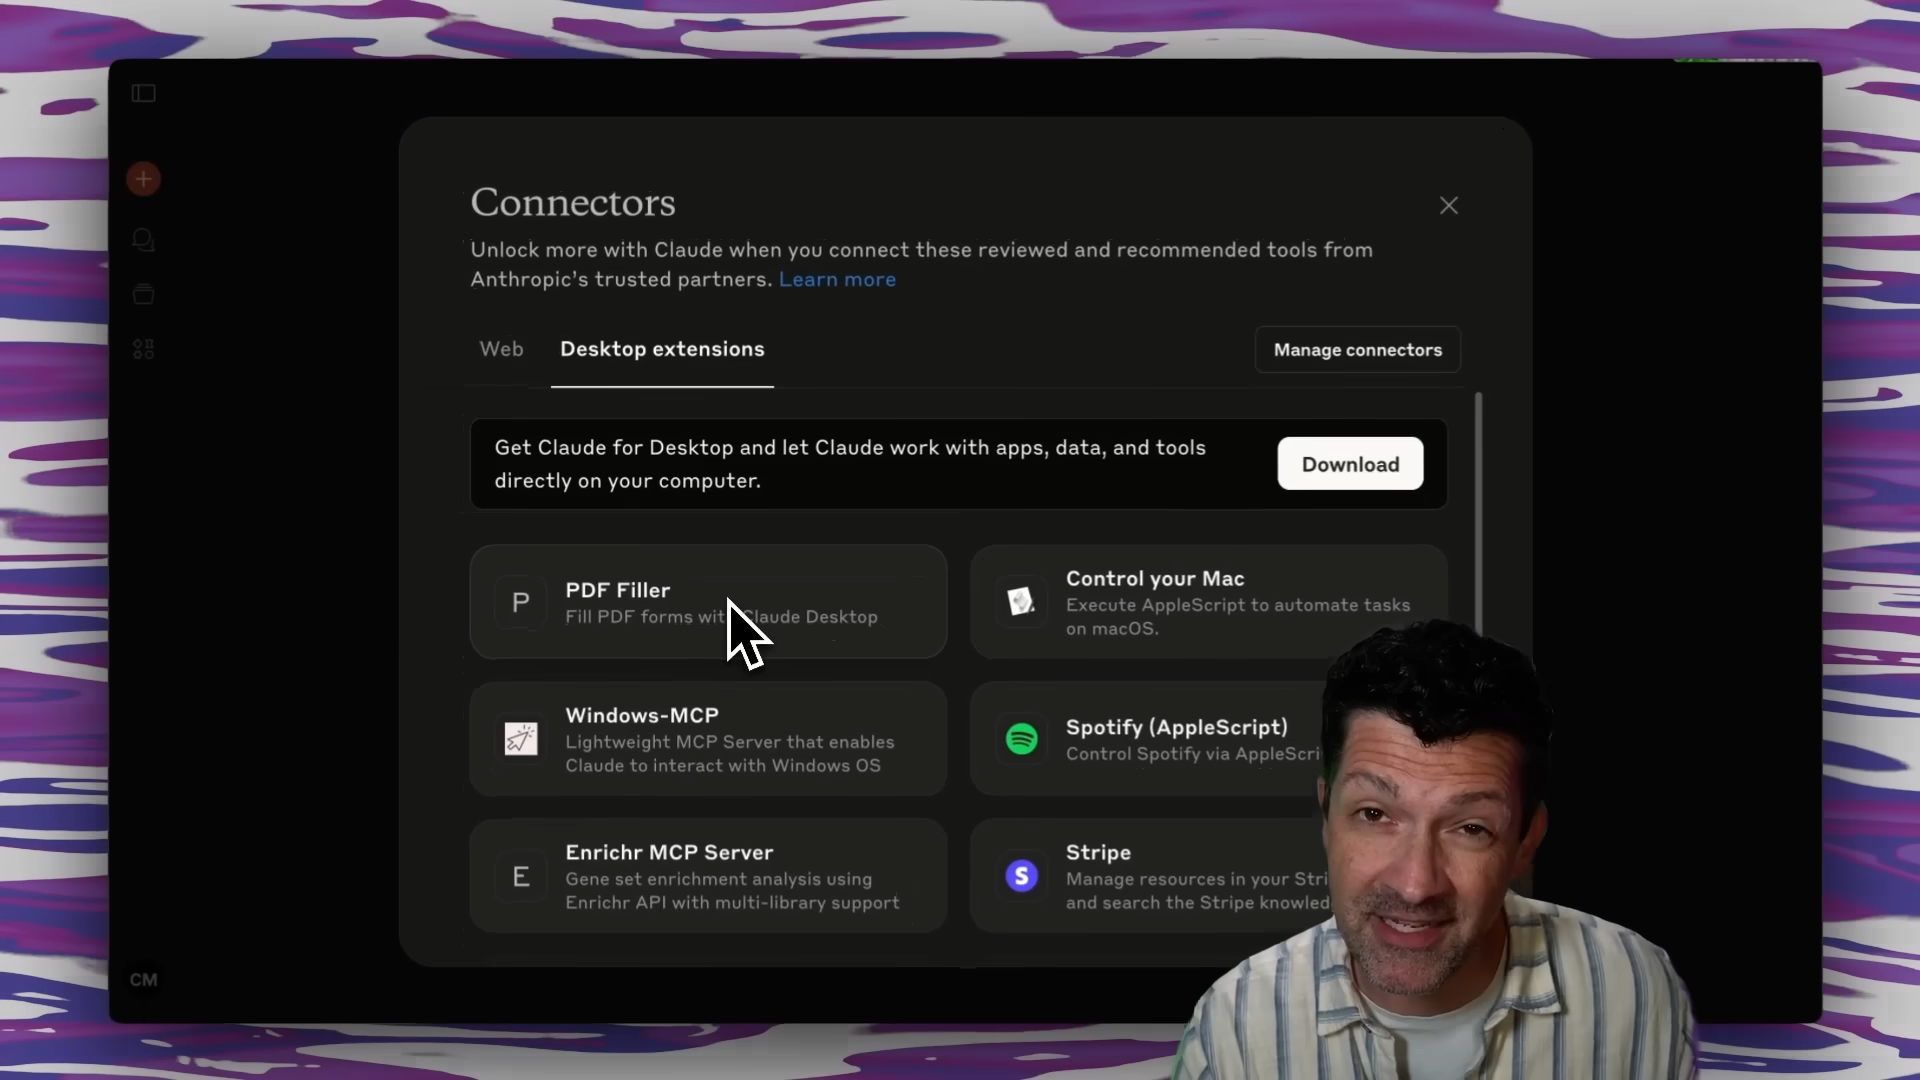 Connectors
Unlock more with Claude when you connect these reviewed and recommended tools from
Anthropic’s trusted partners. Learn more
Web
Desktop extensions
Manage connectors
Get Claude for Desktop and let Claude work with apps, data, and tools
directly on your computer.
Download
P
PDF Filler
Fill PDF forms Claude Desktop
Control your Mac
Execute AppleScript to automate tasks
on macOS.
Windows-MCP
Lightweight MCP Server that enables
Claude to interact with Windows OS
Spotify (AppleScript)
Control Spotify via
E
Enrichr MCP Server
Gene set enrichment analysis using
Enrichr API with multi-library support
S
Stripe
Manage resources in your
and search the Stripe
CM